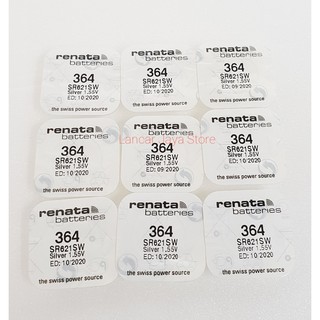 renata
batteries
364
SR621SW
Silver 1.55V
ED: 10/2020
the swiss power source
renata
batteries
364
SR621SW
Silver 1.55V
ED: 10/2020
the swiss power source
renata
batteries
364
SR621SW
Silver 1.55V
ED: 09/2020
the swiss power source
renata
batteries
364
SR621SW
Silver 1.55V
ED: 10/2020
the swiss power source
renata
batteries
364
SR621SW
Silver 1.55V
ED: 09/2020
the swiss power source
renata
batteries
364
SR621SW
Silver 1.55V
ED: 10/2020
the swiss power source
renata
batteries
364
SR621SW
Silver 1.55V
ED: 10/2020
the swiss power source
renata
batteries
364
SR621SW
Silver 1.55V
ED: 10/2020
the swiss power source
renata
batteries
364
SR621SW
Silver 1.55V
ED: 10/2020
the swiss power source
Lancar Jaya Store